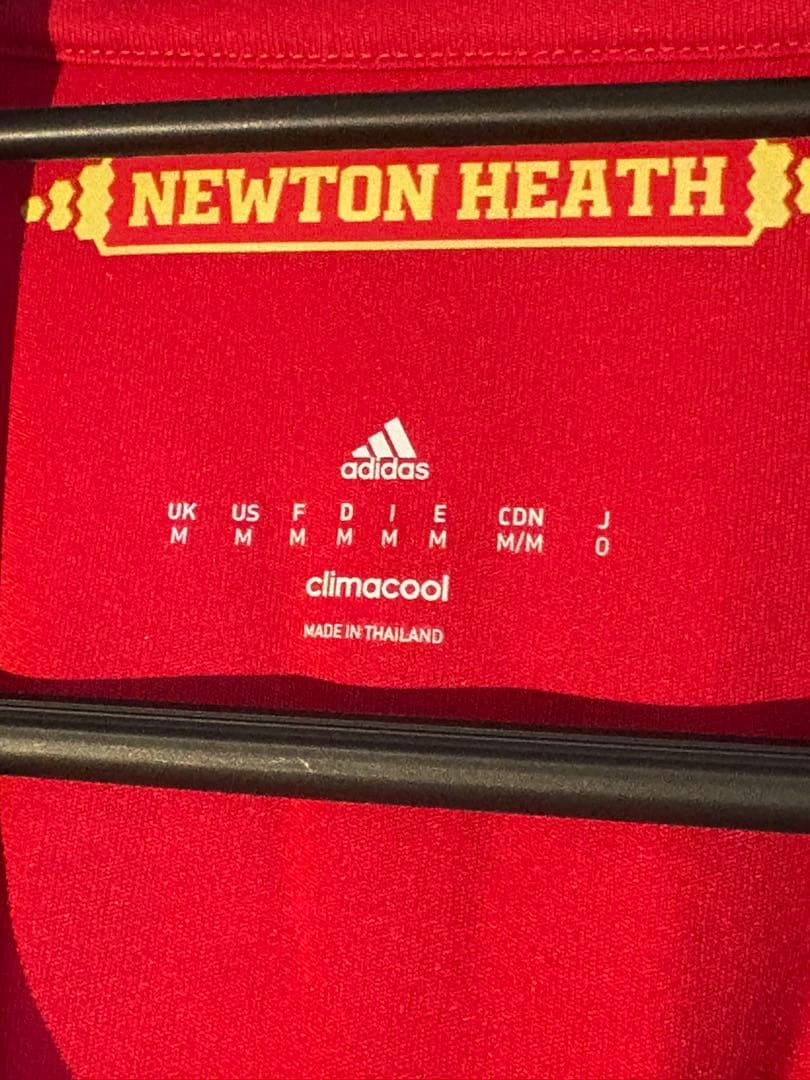 NEWTON HEATH
adidas
UK US F D I E CDN J
M M M M M M M/M O
climacool
MADE IN THAILAND